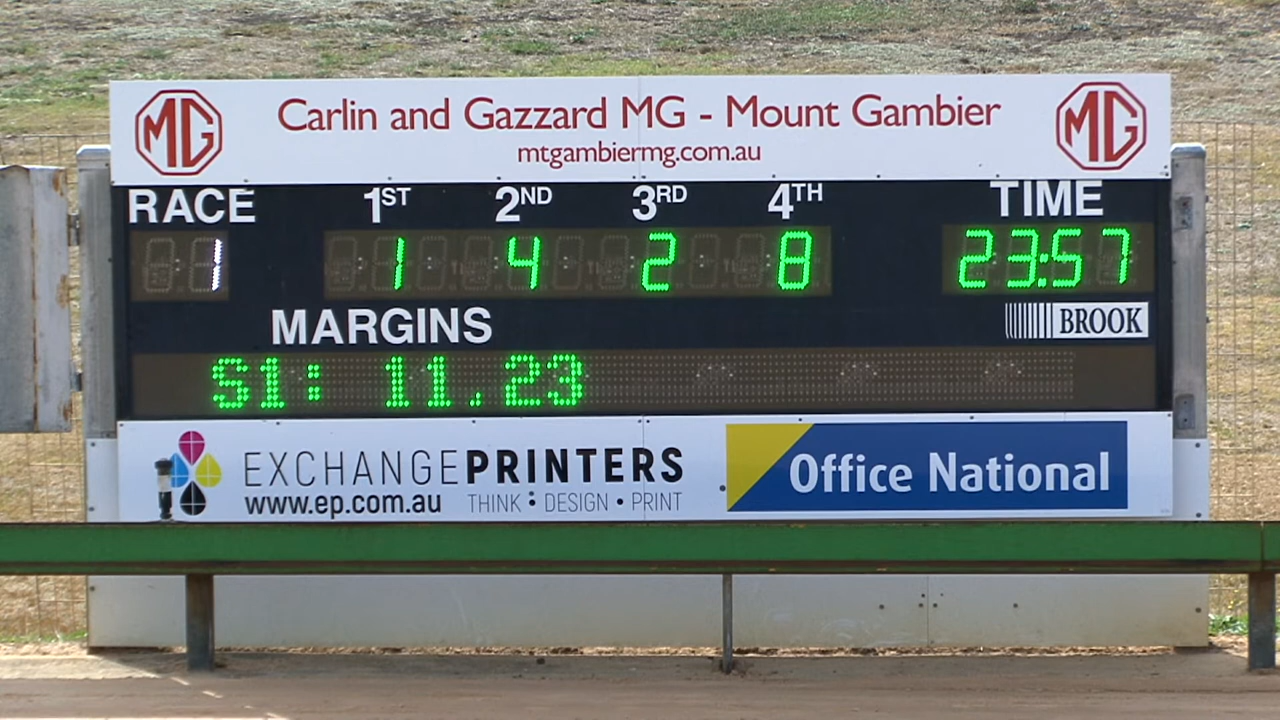 MG Carlin and Gazzard MG - Mount Gambier MG
mtgambiermg.com.au
RACE 1ST 2ND 3RD 4TH TIME
1 1 4 2 8 23:57
MARGINS BROOK
S1: 11.23
EXCHANGEPRINTERS Office National
www.ep.com.au THINK • DESIGN • PRINT